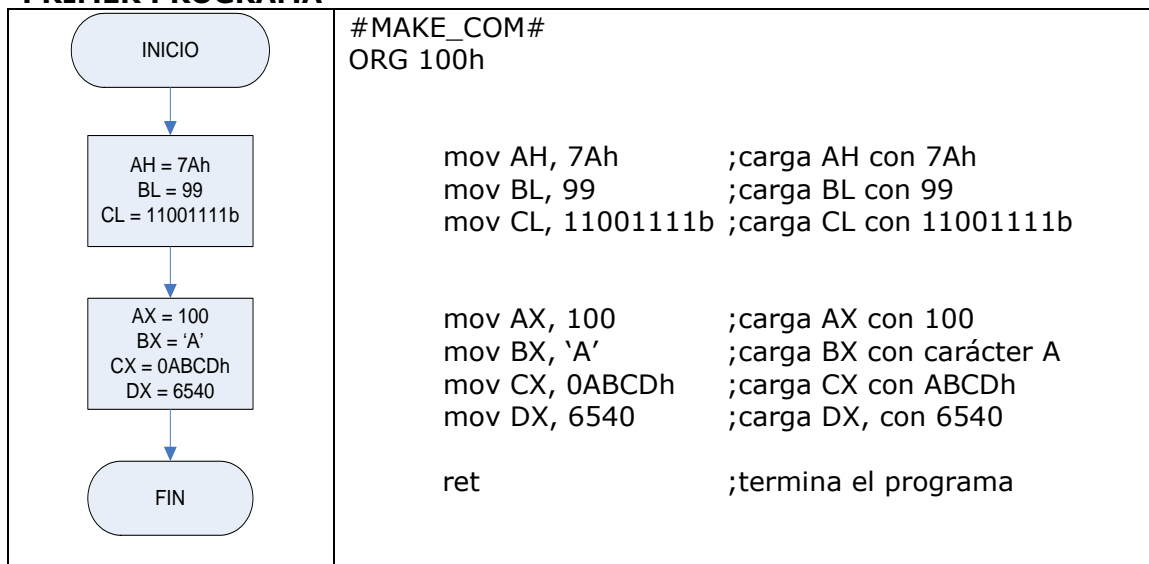 PRIMER PROGRAMA
INICIO
AH = 7Ah
BL = 99
CL = 11001111b
AX = 100
BX = ‘A’
CX = 0ABCDh
DX = 6540
FIN
#MAKE_COM#
ORG 100h
mov AH, 7Ah ;carga AH con 7Ah
mov BL, 99 ;carga BL con 99
mov CL, 11001111b ;carga CL con 11001111b
mov AX, 100 ;carga AX con 100
mov BX, ‘A’ ;carga BX con carácter A
mov CX, 0ABCDh ;carga CX con ABCDh
mov DX, 6540 ;carga DX, con 6540
ret ;termina el programa